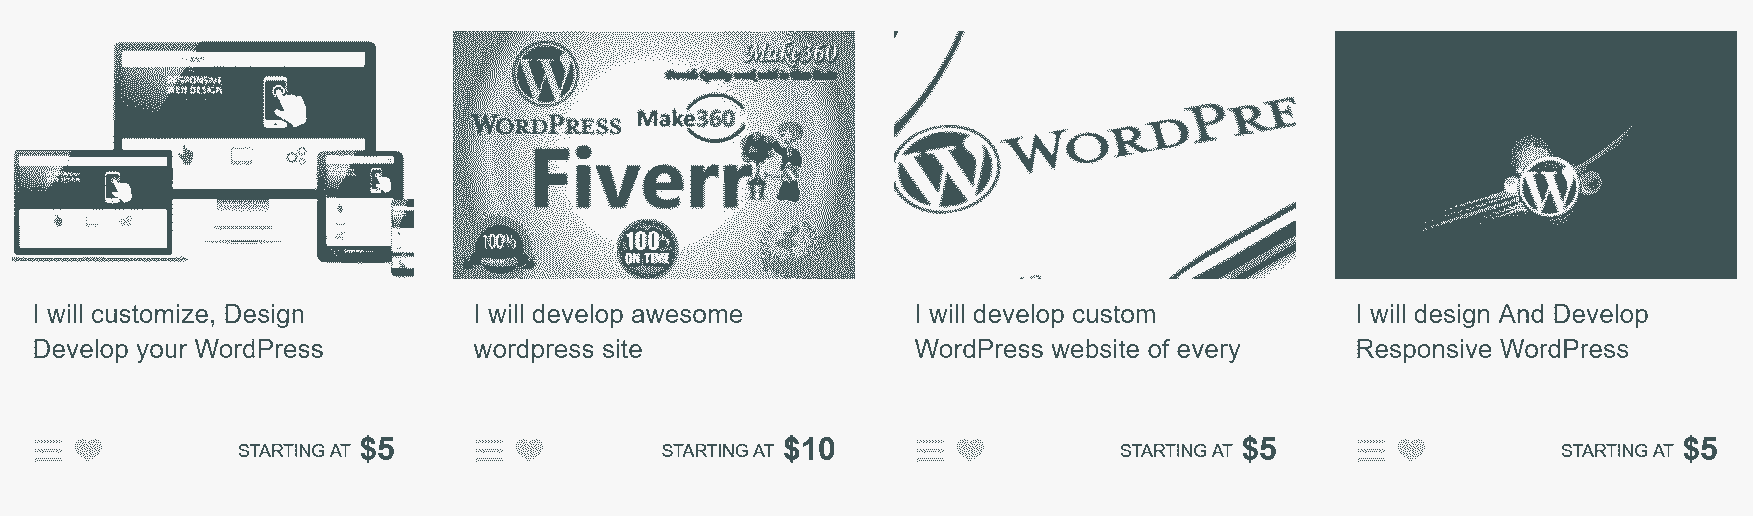 RESPONSIVE
WEB DESIGN
WORDPRESS
Make360
Make360
Fiverr
100%
100%
ON TIME
WORDPRE
I will customize, Design
Develop your WordPress
STARTING AT $5
I will develop awesome
wordpress site
STARTING AT $10
I will develop custom
WordPress website of every
STARTING AT $5
I will design And Develop
Responsive WordPress
STARTING AT $5